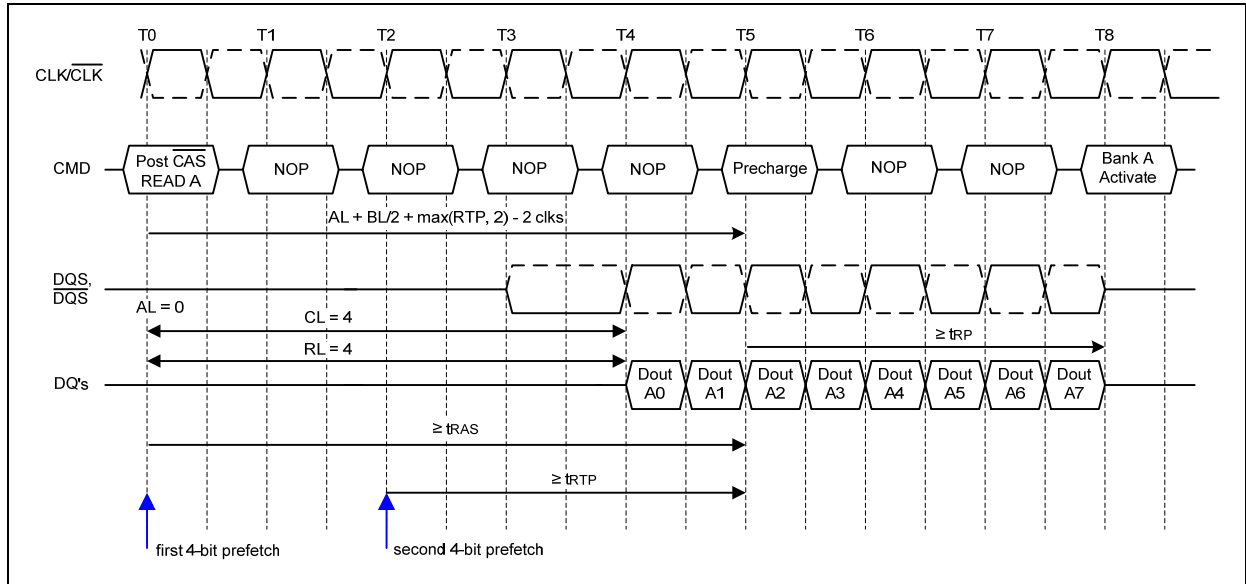 T0 T1 T2 T3 T4 T5 T6 T7 T8
CLK/CLK
CMD
Post CAS
READ A
NOP
NOP
NOP
NOP
Precharge
NOP
NOP
Bank A
Activate
AL + BL/2 + max(RTP, 2) - 2 clks
DQS,
DQS
AL = 0
CL = 4
≥ tRP
RL = 4
DQ's
Dout
A0
Dout
A1
Dout
A2
Dout
A3
Dout
A4
Dout
A5
Dout
A6
Dout
A7
≥ tRAS
≥ tRTP
first 4-bit prefetch
second 4-bit prefetch